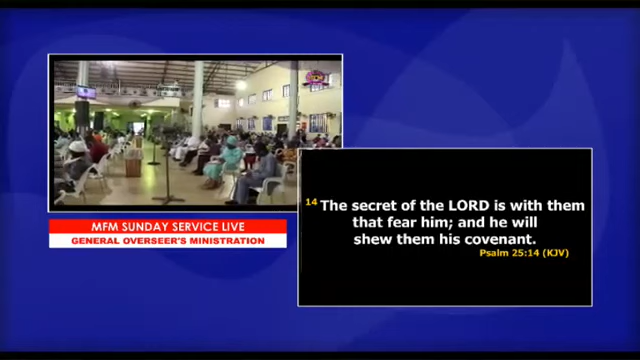 MFM SUNDAY SERVICE LIVE
GENERAL OVERSEER'S MINISTRATION
14 The secret of the LORD is with them
that fear him; and he will
shew them his covenant.
Psalm 25:14 (KJV)